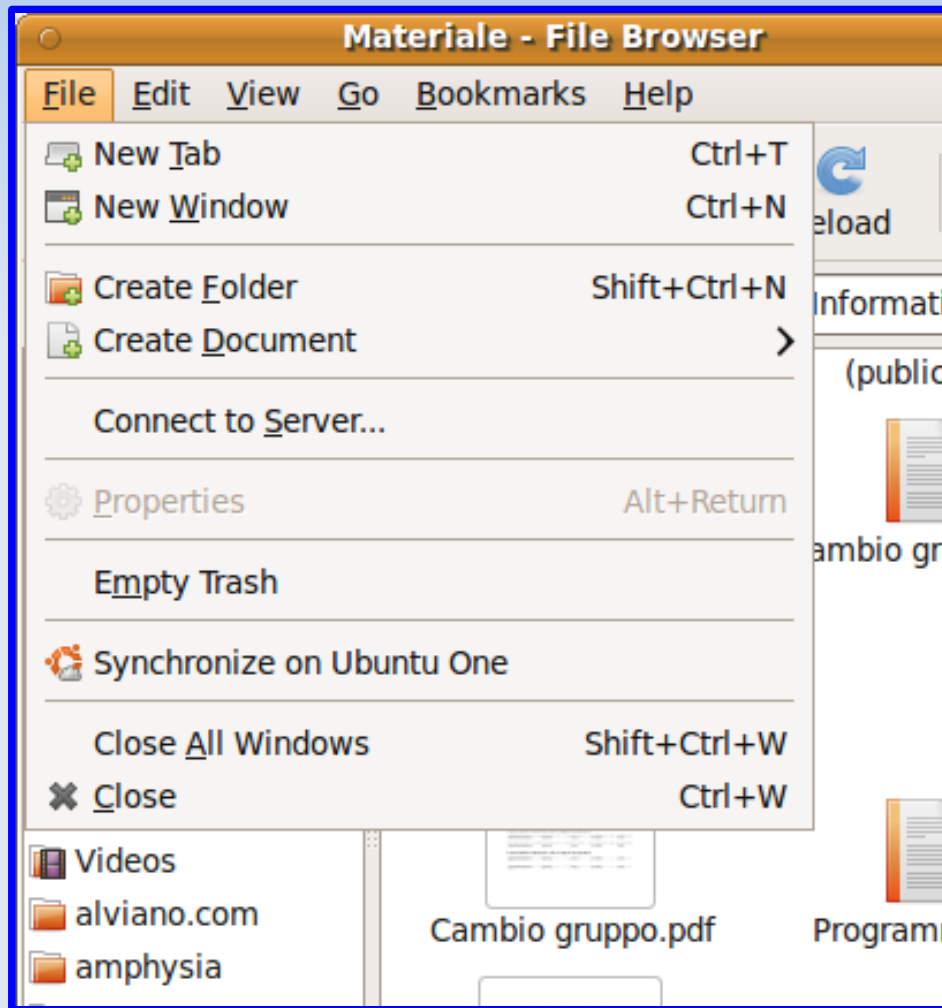 Materiale - File Browser
File Edit View Go Bookmarks Help
New Tab Ctrl+T
New Window Ctrl+N
eload
Create Folder Shift+Ctrl+N
Informati
Create Document
(public
Connect to Server...
Properties Alt+Return
ambio gr
Empty Trash
Synchronize on Ubuntu One
Close All Windows Shift+Ctrl+W
Close Ctrl+W
Videos
alviano.com
Cambio gruppo.pdf
Program
amphysia